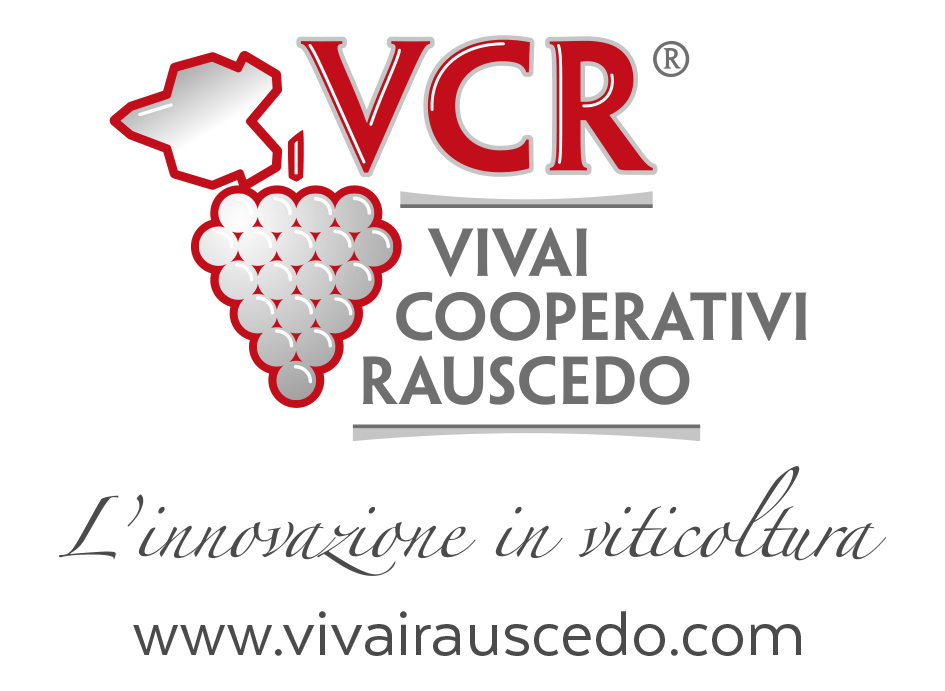 VCR®
VIVAI
COOPERATIVI
RAUSCEDO
L'innovazione in viticoltura
www.vivairauscedo.com